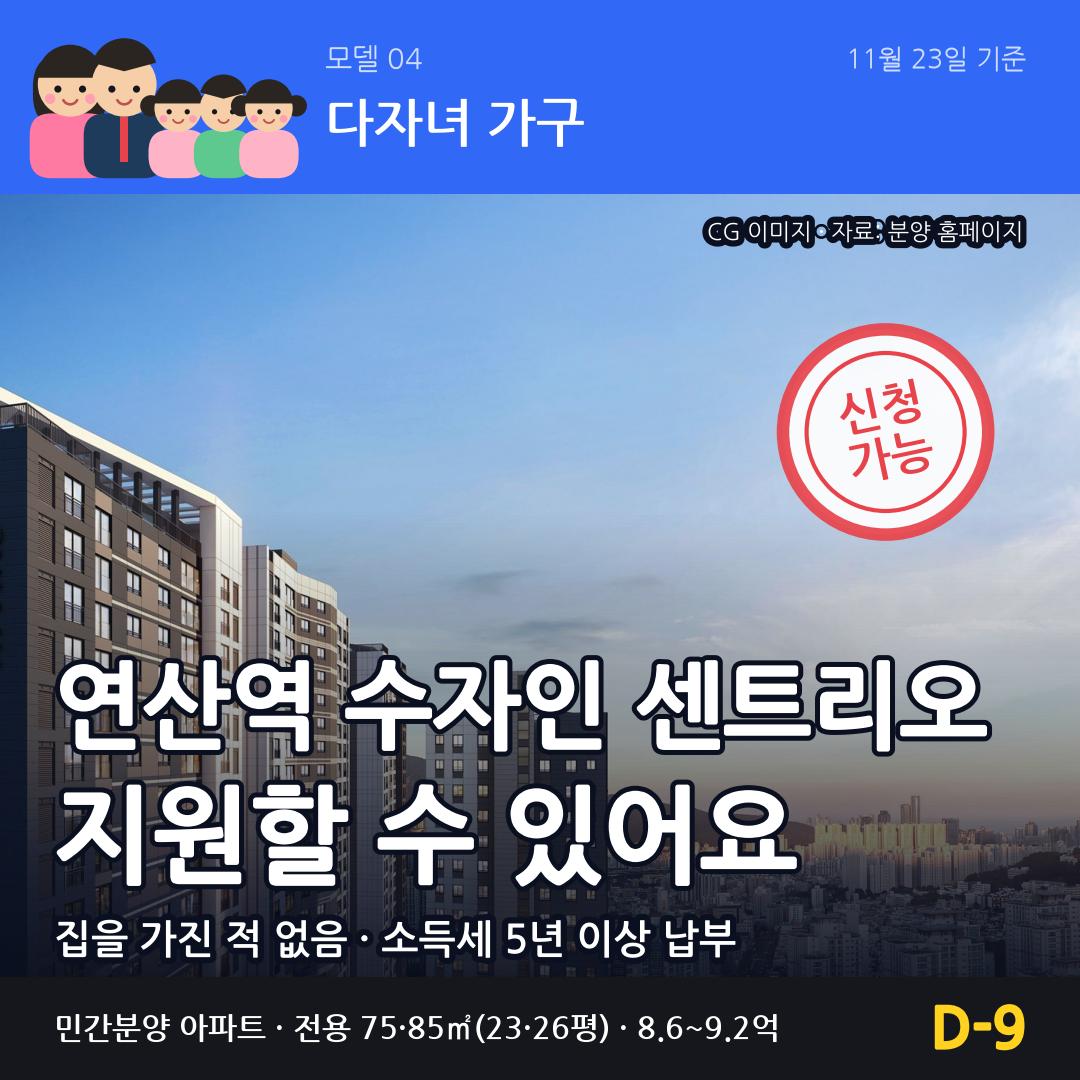 모델 04
11월 23일 기준
다자녀 가구
CG 이미지 · 자료: 분양 홈페이지
신청
가능
연산역 수자인 센트리오
지원할 수 있어요
집을 가진 적 없음 · 소득세 5년 이상 납부
민간분양 아파트 · 전용 75·85㎡(23·26평) · 8.6~9.2억
D-9